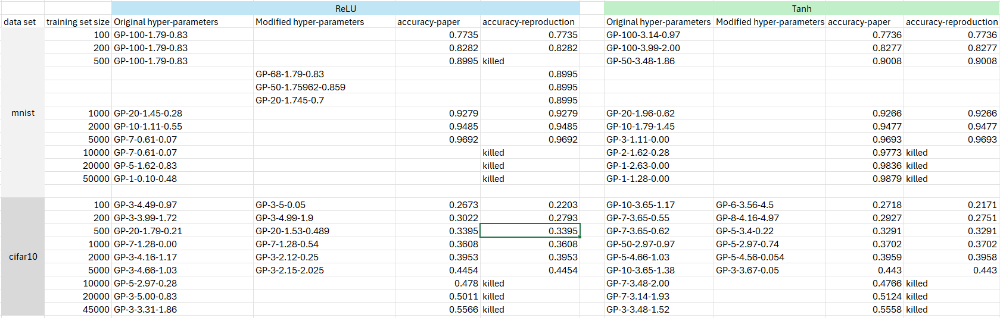 ReLU Tanh
data set training set size Original hyper-parameters Modified hyper-parameters accuracy-paper accuracy-reproduction Original hyper-parameters Modified hyper-parameters accuracy-paper accuracy-reproduction
100 GP-100-1.79-0.83 0.7735 0.7735 GP-100-3.14-0.97 0.7736 0.7736
200 GP-100-1.79-0.83 0.8282 0.8282 GP-100-3.99-2.00 0.8277 0.8277
500 GP-100-1.79-0.83 0.8995 killed GP-50-3.48-1.86 0.9008 0.9008
GP-68-1.79-0.83 0.8995
GP-50-1.75962-0.859 0.8995
GP-20-1.745-0.7 0.8995
mnist 1000 GP-20-1.45-0.28 0.9279 0.9279 GP-20-1.96-0.62 0.9266 0.9266
2000 GP-10-1.11-0.55 0.9485 0.9485 GP-10-1.79-1.45 0.9477 0.9477
5000 GP-7-0.61-0.07 0.9692 0.9692 GP-3-1.11-0.00 0.9693 0.9693
10000 GP-7-0.61-0.07 killed GP-2-1.62-0.28 0.9773 killed
20000 GP-5-1.62-0.83 killed GP-1-2.63-0.00 0.9836 killed
50000 GP-1-0.10-0.48 killed GP-1-1.28-0.00 0.9879 killed
100 GP-3-4.49-0.97 GP-3-5-0.05 0.2673 0.2203 GP-10-3.65-1.17 GP-6-3.56-4.5 0.2718 0.2171
200 GP-3-3.99-1.72 GP-3-4.99-1.9 0.3022 0.2793 GP-7-3.65-0.55 GP-8-4.16-4.97 0.2927 0.2751
500 GP-20-1.79-0.21 GP-20-1.53-0.489 0.3395 0.3395 GP-7-3.65-0.62 GP-5-3.4-0.22 0.3291 0.3291
1000 GP-7-1.28-0.00 GP-7-1.28-0.54 0.3608 0.3608 GP-50-2.97-0.97 GP-5-2.97-0.74 0.3702 0.3702
cifar10 2000 GP-3-4.16-1.17 GP-3-2.12-0.25 0.3953 0.3953 GP-5-4.66-1.03 GP-5-4.56-0.054 0.3959 0.3958
5000 GP-3-4.66-1.03 GP-3-2.15-2.025 0.4454 0.4454 GP-10-3.65-1.38 GP-3-3.67-0.05 0.443 0.443
10000 GP-5-2.97-0.28 0.478 killed GP-7-3.48-2.00 0.4766 killed
20000 GP-3-5.00-0.83 0.5011 killed GP-7-3.14-1.93 0.5124 killed
45000 GP-3-3.31-1.86 0.5566 killed GP-3-3.48-1.52 0.5558 killed